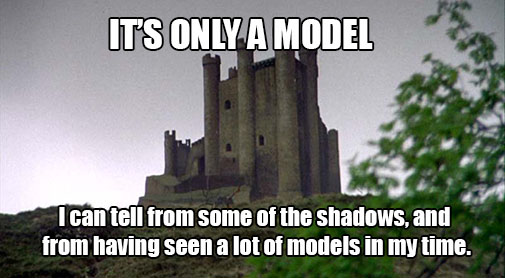 IT'S ONLY A MODEL
I can tell from some of the shadows, and
from having seen a lot of models in my time.